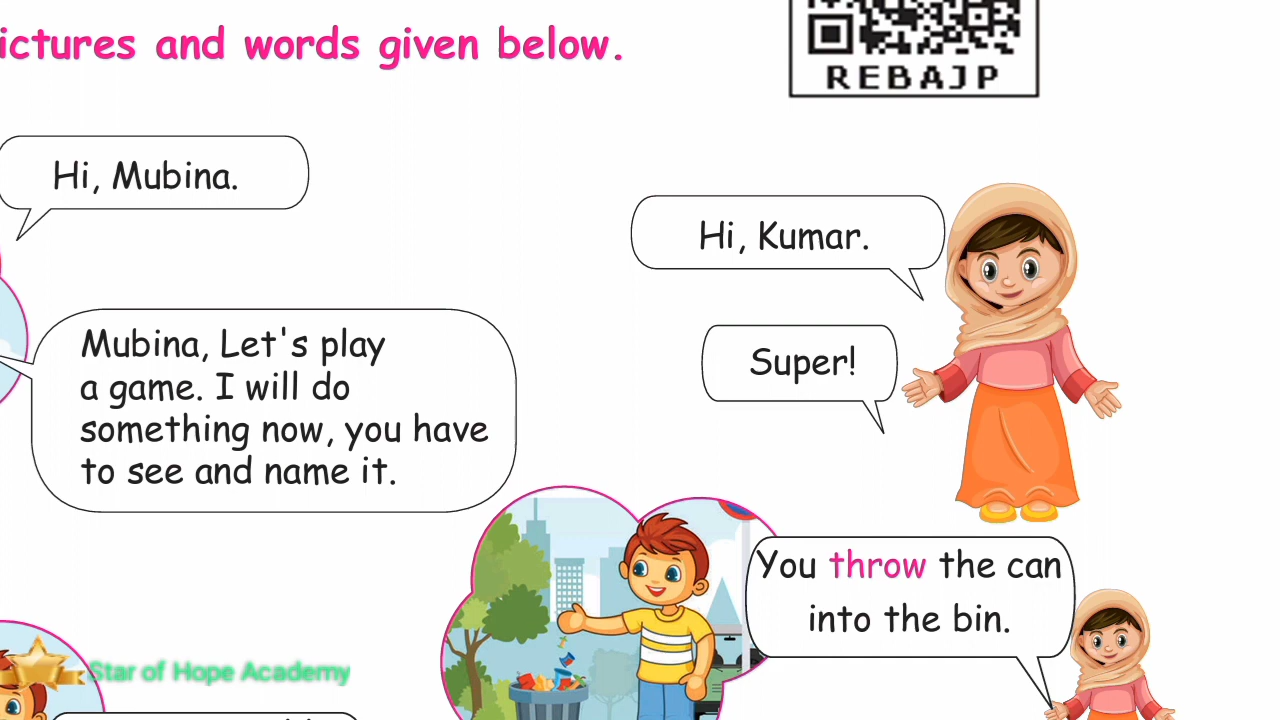 ictures and words given below.
REBAJP
Hi, Mubina.
Hi, Kumar.
Super!
Mubina, Let's play
a game. I will do
something now, you have
to see and name it.
You throw the can
into the bin.
Star of Hope Academy